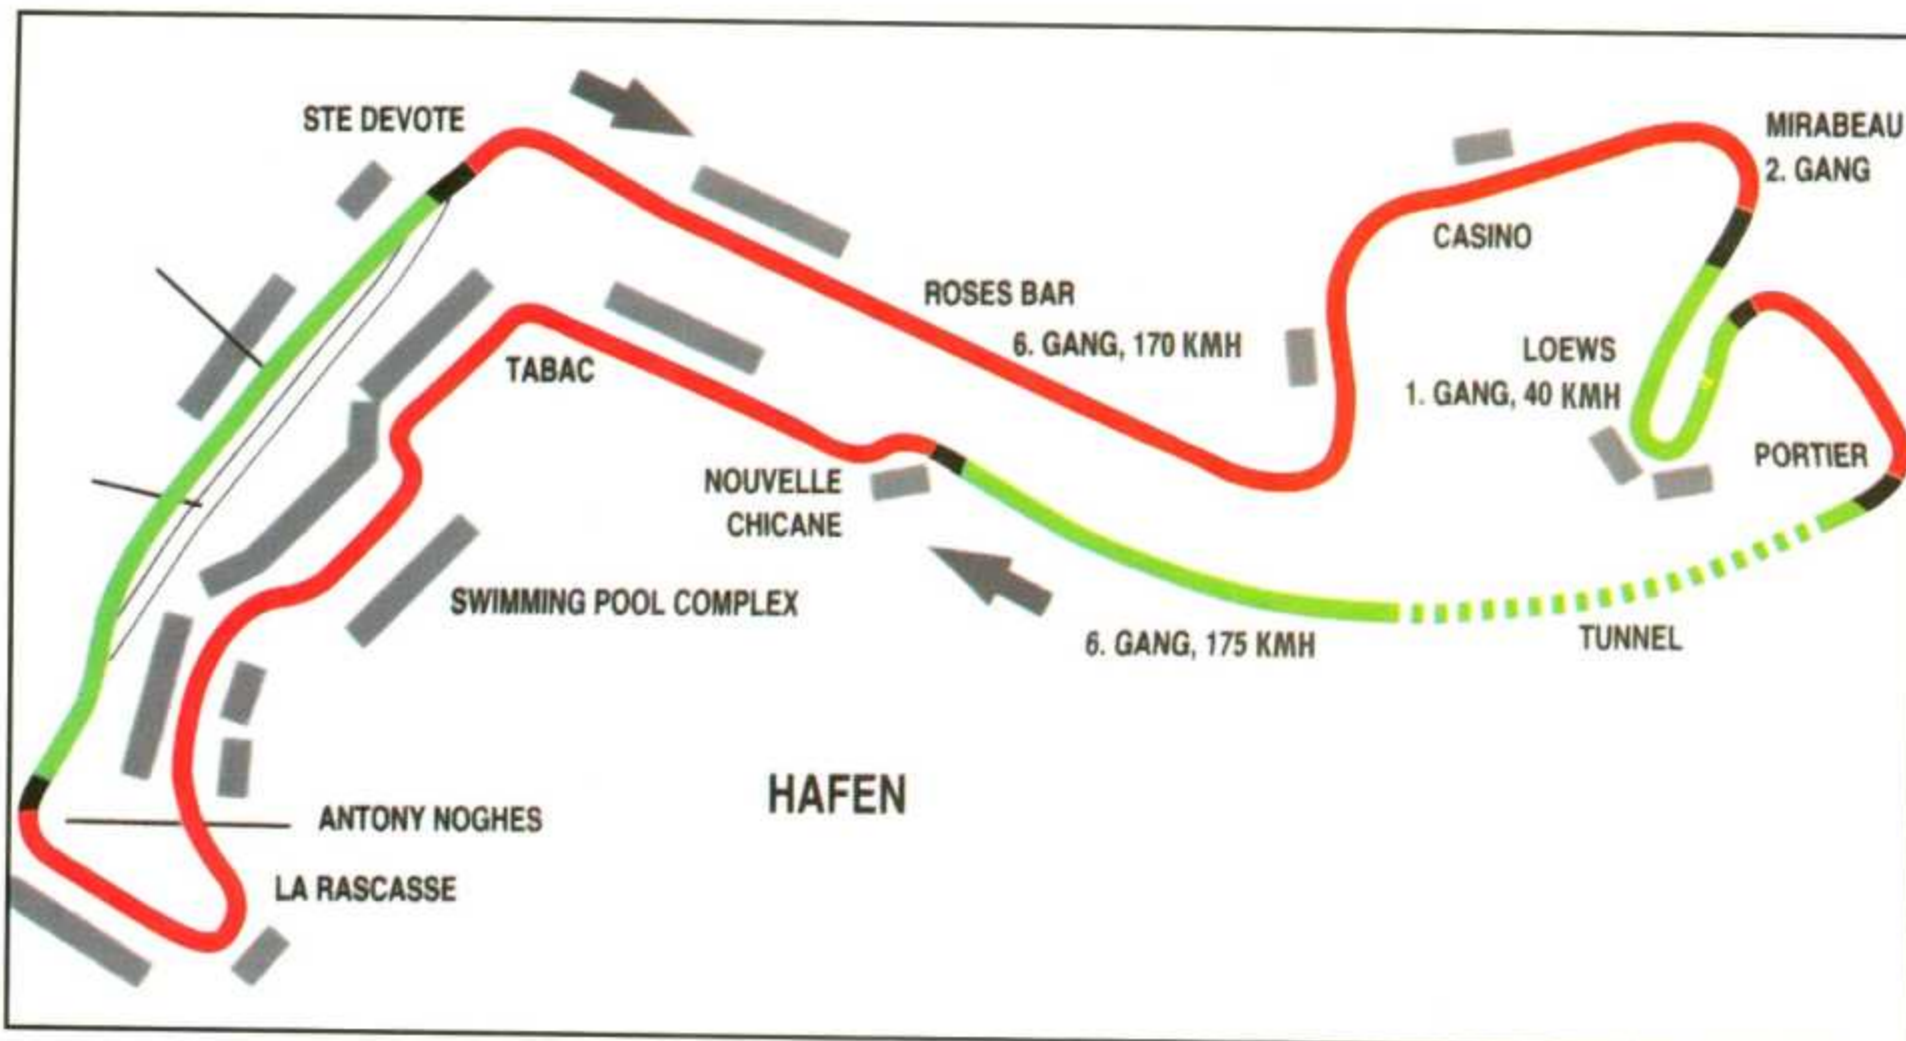 STE DEVOTE
MIRABEAU
2. GANG
CASINO
ROSES BAR
6. GANG, 170 KMH
LOEWS
1. GANG, 40 KMH
TABAC
PORTIER
NOUVELLE
CHICANE
SWIMMING POOL COMPLEX
6. GANG, 175 KMH
TUNNEL
HAFEN
ANTONY NOGHES
LA RASCASSE